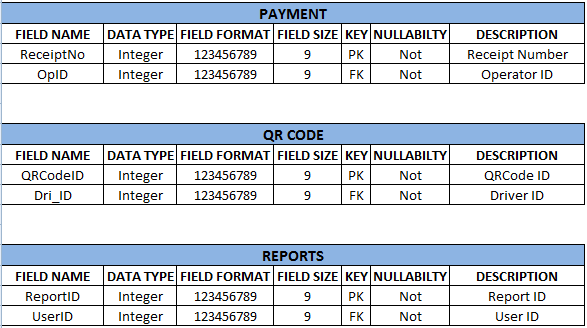 PAYMENT
FIELD NAME DATA TYPE FIELD FORMAT FIELD SIZE KEY NULLABILTY DESCRIPTION
ReceiptNo Integer 123456789 9 PK Not Receipt Number
OpID Integer 123456789 9 FK Not Operator ID
QR CODE
FIELD NAME DATA TYPE FIELD FORMAT FIELD SIZE KEY NULLABILTY DESCRIPTION
QRCodeID Integer 123456789 9 PK Not QRCode ID
Dri_ID Integer 123456789 9 FK Not Driver ID
REPORTS
FIELD NAME DATA TYPE FIELD FORMAT FIELD SIZE KEY NULLABILTY DESCRIPTION
ReportID Integer 123456789 9 PK Not Report ID
UserID Integer 123456789 9 FK Not User ID